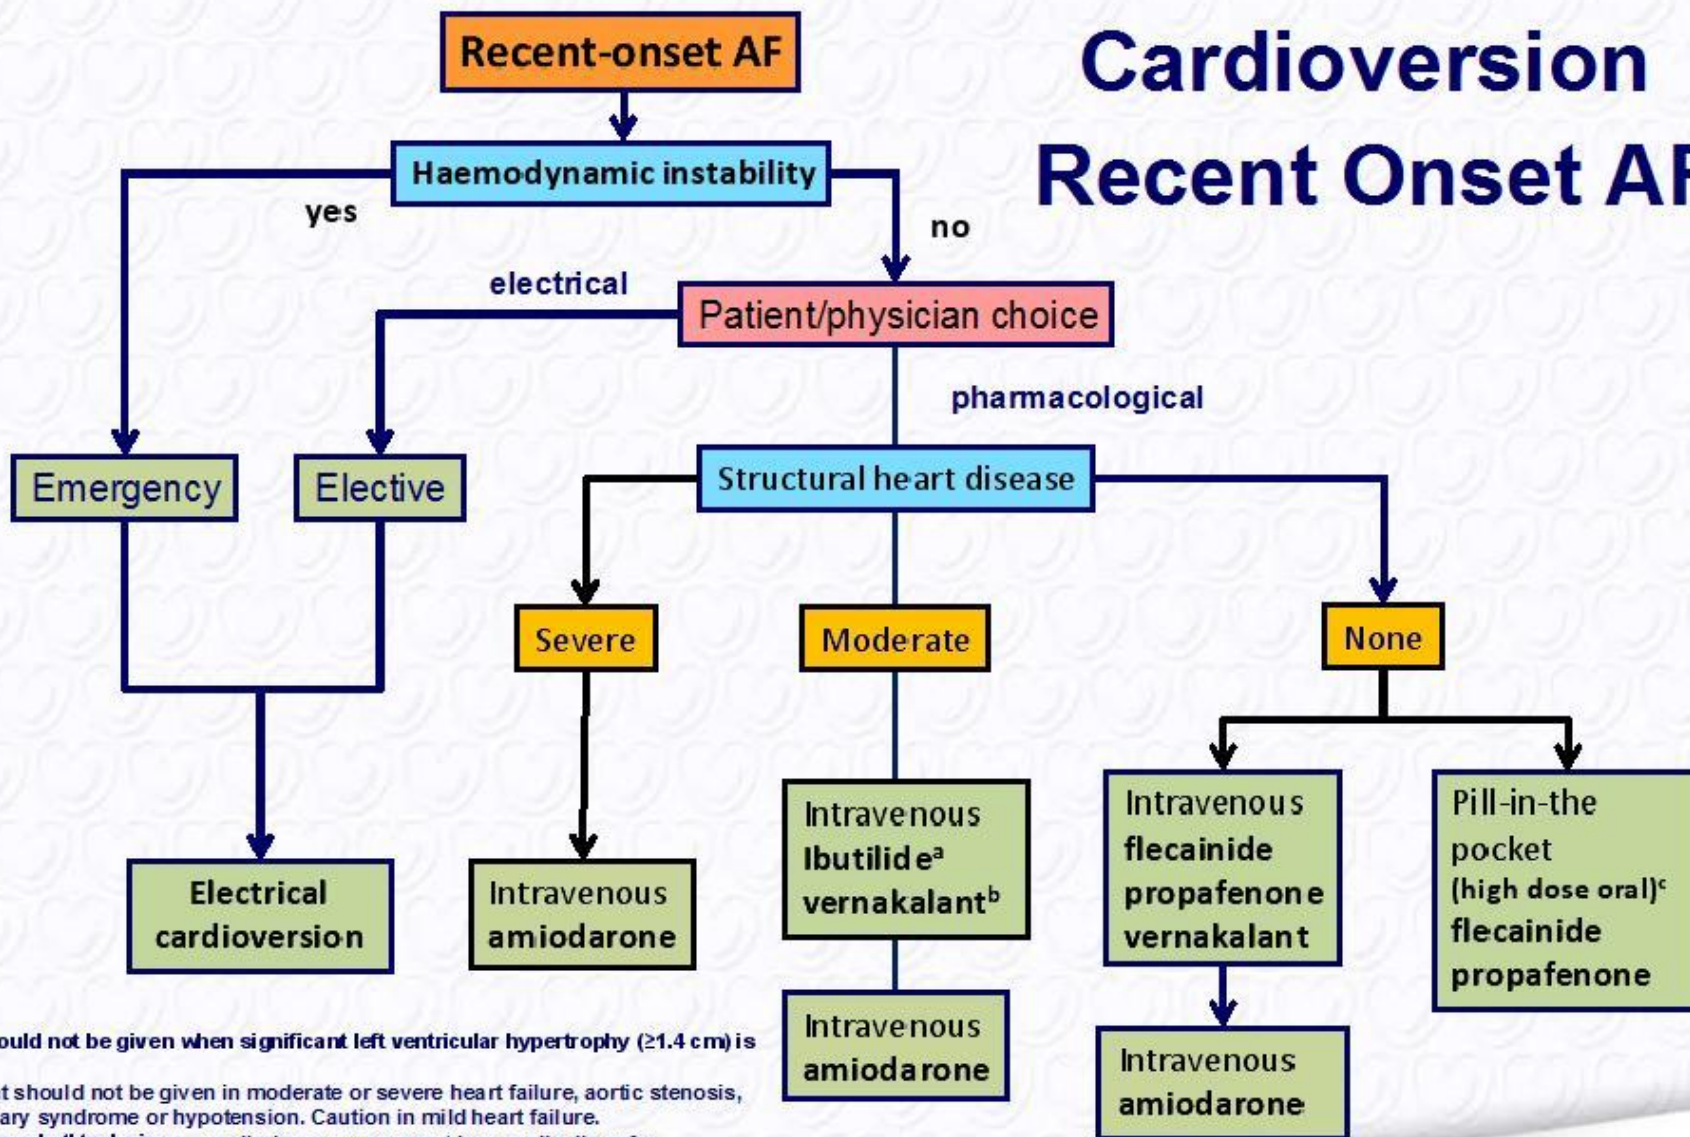 Recent-onset AF
Cardioversion
Recent Onset AF
Haemodynamic instability
yes
no
electrical
Patient/physician choice
pharmacological
Emergency
Elective
Structural heart disease
Severe
Moderate
None
Electrical
cardioversion
Intravenous
amiodarone
Intravenous
Ibutilideᵃ
vernakalantᵇ
Intravenous
amiodarone
Intravenous
flecainide
propafenone
vernakalant
Intravenous
amiodarone
Pill-in-the
pocket
(high dose oral)ᶜ
flecainide
propafenone
should not be given when significant left ventricular hypertrophy (≥1.4 cm) is
should not be given in moderate or severe heart failure, aortic stenosis,
syndrome or hypotension. Caution in mild heart failure.